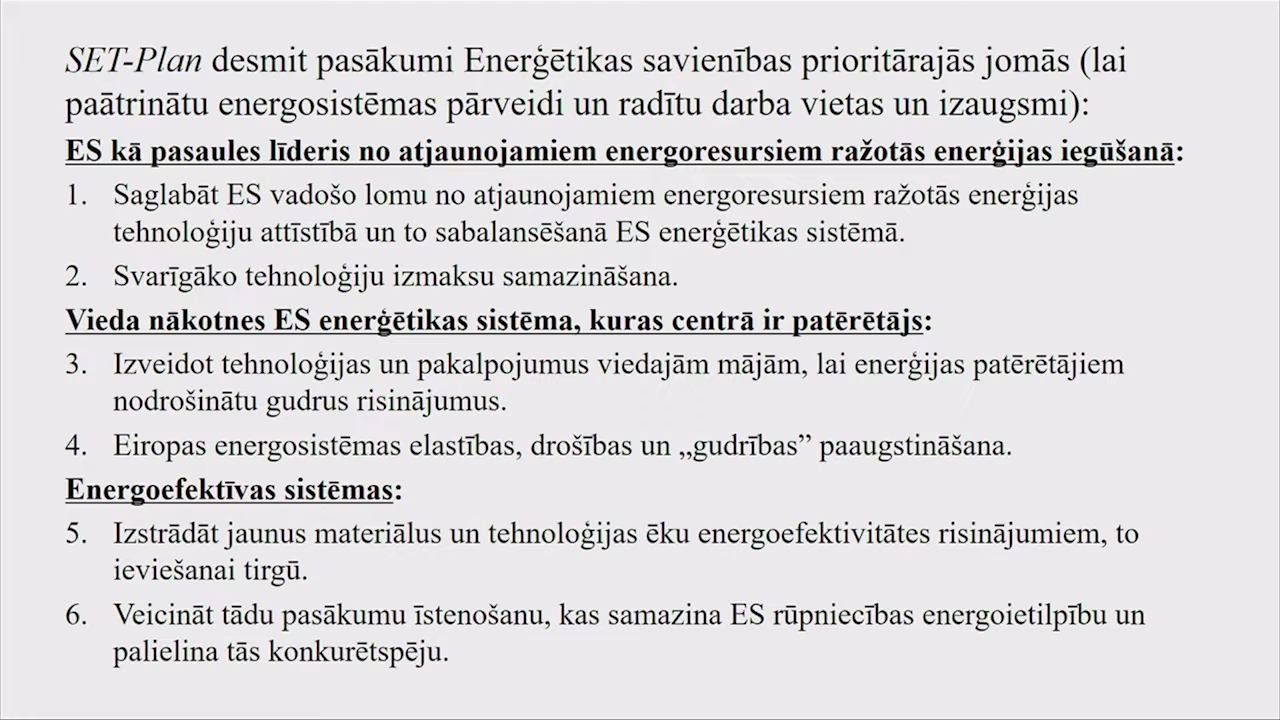 SET-Plan desmit pasākumi Enerģētikas savienības prioritārajās jomās (lai
paātrinātu energosistēmas pārveidi un radītu darba vietas un izaugsmi):
ES kā pasaules līderis no atjaunojamiem energoresursiem ražotās enerģijas iegūšanā:
1. Saglabāt ES vadošo lomu no atjaunojamiem energoresursiem ražotās enerģijas
tehnoloģiju attīstībā un to sabalansēšanā ES enerģētikas sistēmā.
2. Svarīgāko tehnoloģiju izmaksu samazināšana.
Vieda nākotnes ES enerģētikas sistēma, kuras centrā ir patērētājs:
3. Izveidot tehnoloģijas un pakalpojumus viedajām mājām, lai enerģijas patērētājiem
nodrošinātu gudrus risinājumus.
4. Eiropas energosistēmas elastības, drošības un „gudrības” paaugstināšana.
Energoefektīvas sistēmas:
5. Izstrādāt jaunus materiālus un tehnoloģijas ēku energoefektivitātes risinājumiem, to
ieviešanai tirgū.
6. Veicināt tādu pasākumu īstenošanu, kas samazina ES rūpniecības energoietilpību un
palielina tās konkurētspēju.